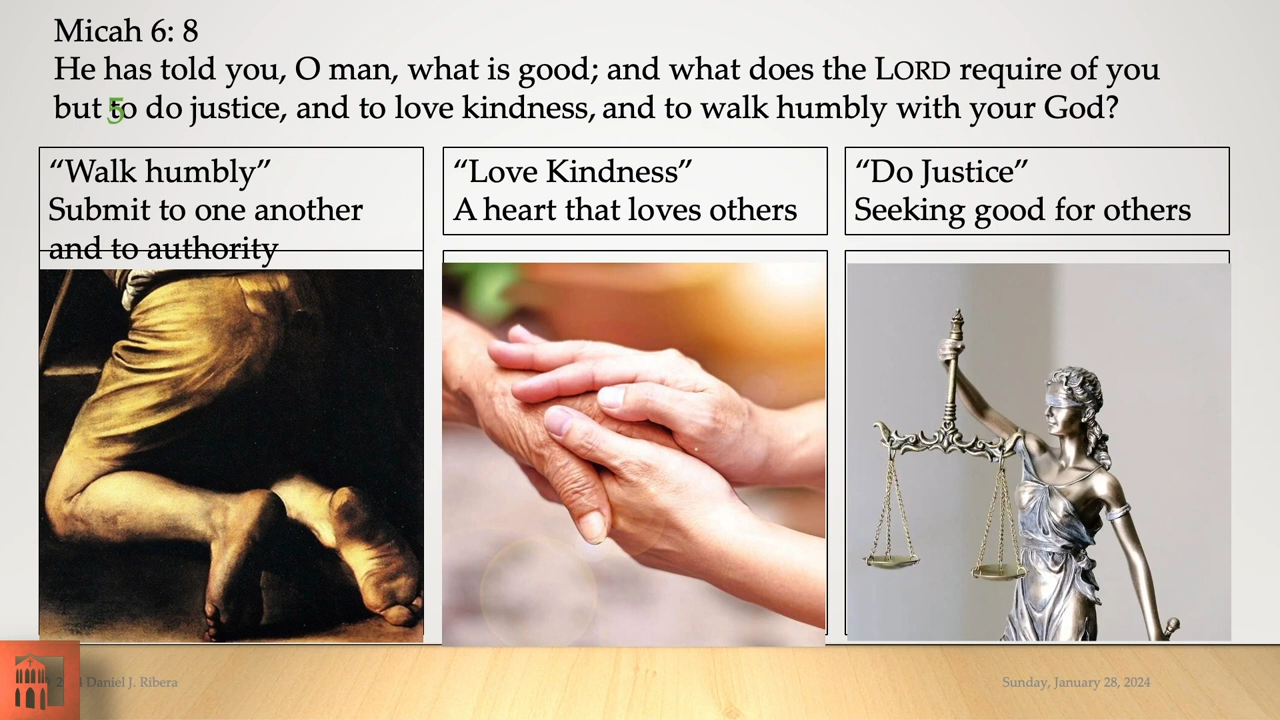 Micah 6: 8
He has told you, O man, what is good; and what does the LORD require of you
but to do justice, and to love kindness, and to walk humbly with your God?
5
“Walk humbly”
Submit to one another
and to authority
“Love Kindness”
A heart that loves others
“Do Justice”
Seeking good for others
Daniel J. Ribera
Sunday, January 28, 2024